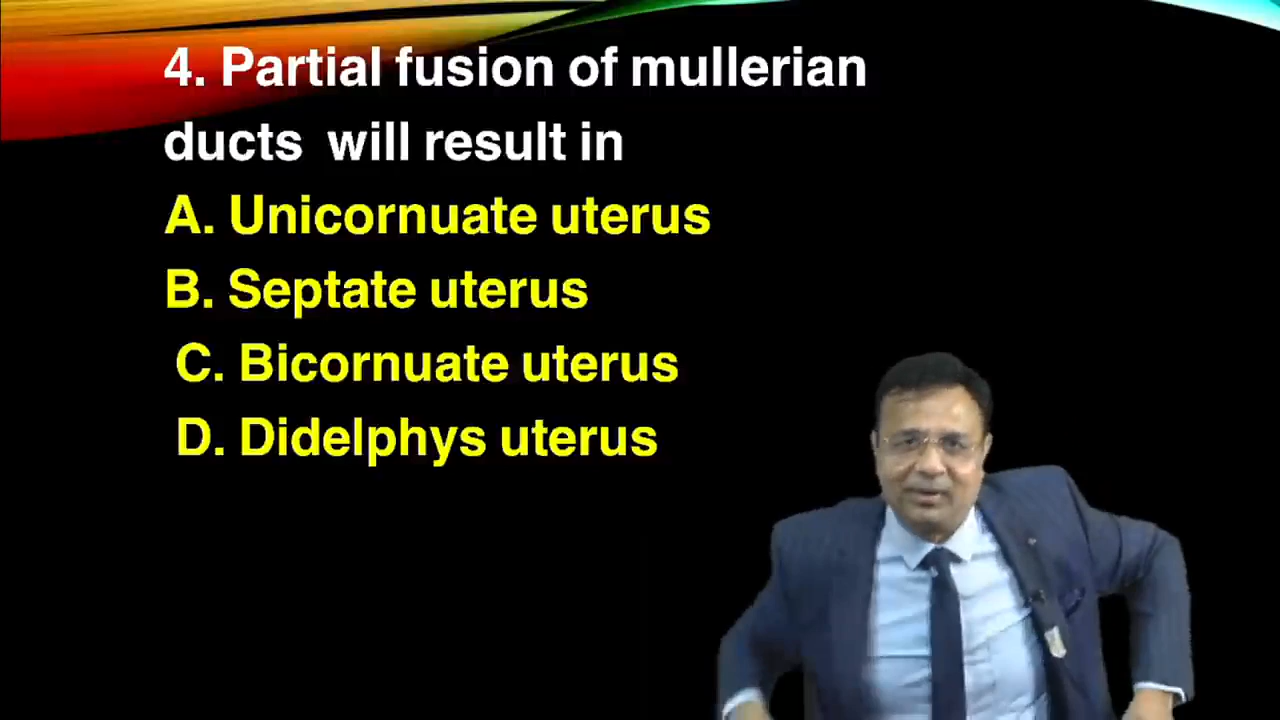 4. Partial fusion of mullerian
ducts will result in
A. Unicornuate uterus
B. Septate uterus
C. Bicornuate uterus
D. Didelphys uterus